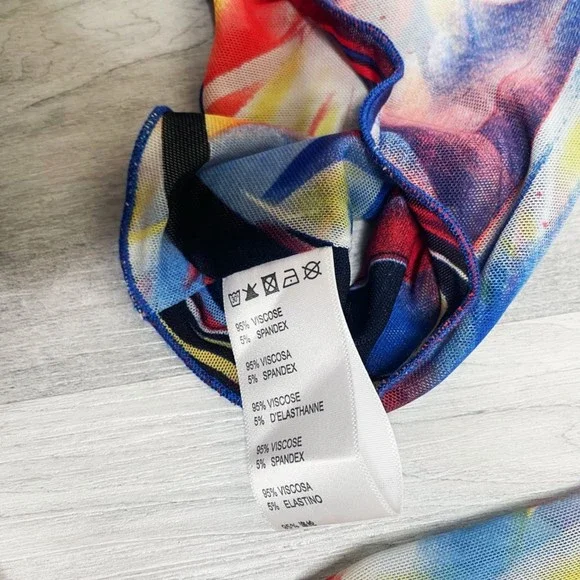 95% VISCOSE
5% SPANDEX
95% VISCOSA
5% SPANDEX
95% VISCOSE
5% D'ELASTHANNE
95% VISCOSE
5% SPANDEX
95% VISCOSA
5% ELASTINO
95%